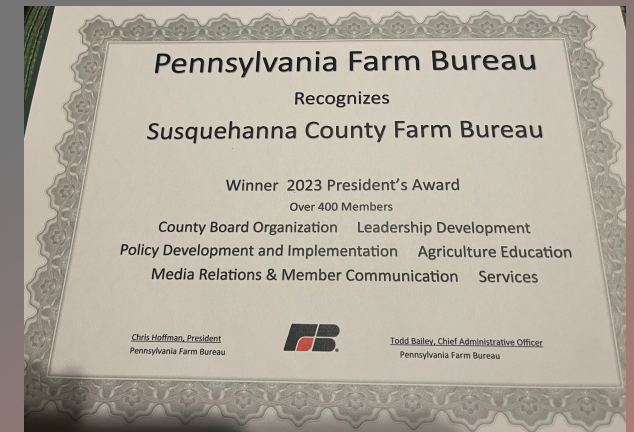 Pennsylvania Farm Bureau
Recognizes
Susquehanna County Farm Bureau
Winner 2023 President's Award
Over 400 Members
County Board Organization Leadership Development
Policy Development and Implementation Agriculture Education
Media Relations & Member Communication Services
Chris Hoffman, President
Pennsylvania Farm Bureau
FB®
Todd Bailey, Chief Administrative Officer
Pennsylvania Farm Bureau